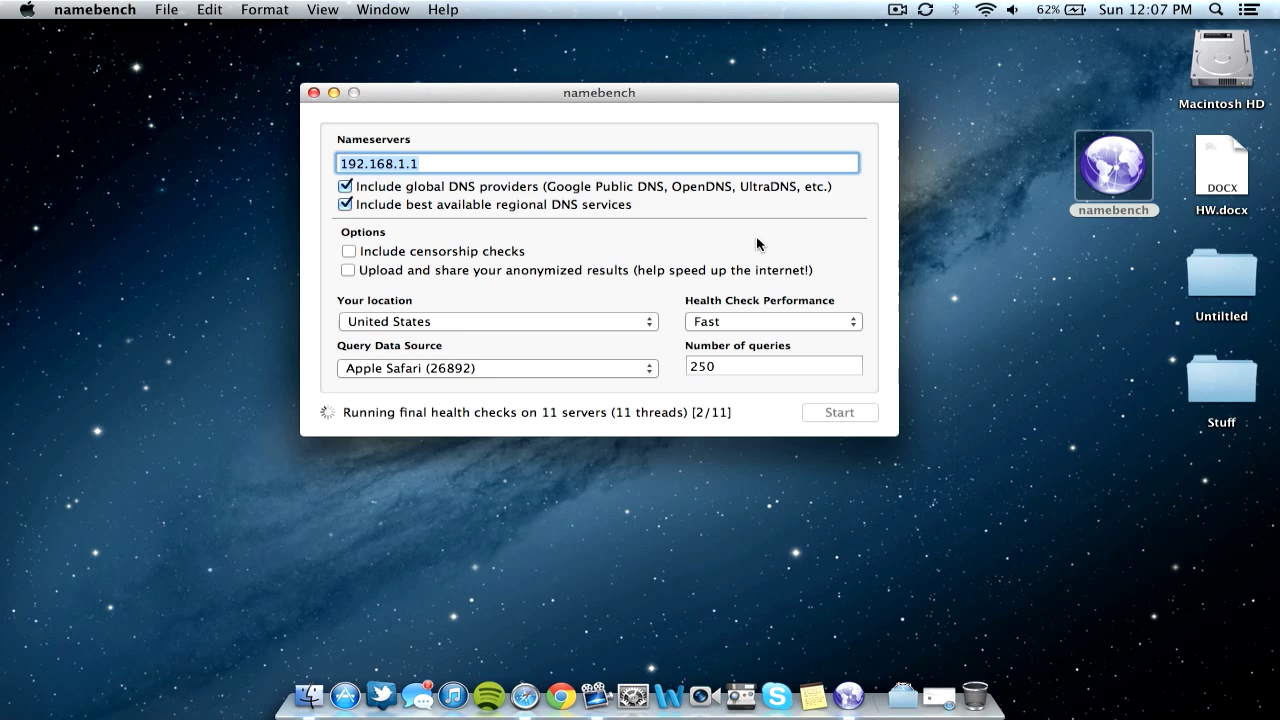 namebench File Edit Format View Window Help 62% Sun 12:07 PM
namebench
Nameservers
192.168.1.1
Include global DNS providers (Google Public DNS, OpenDNS, UltraDNS, etc.)
Include best available regional DNS services
Options
Include censorship checks
Upload and share your anonymized results (help speed up the internet!)
Your location
Health Check Performance
United States
Fast
Query Data Source
Number of queries
Apple Safari (26892)
250
Running final health checks on 11 servers (11 threads) [2/11]
Start
Macintosh HD
namebench
DOCX
HW.docx
Untiltled
Stuff